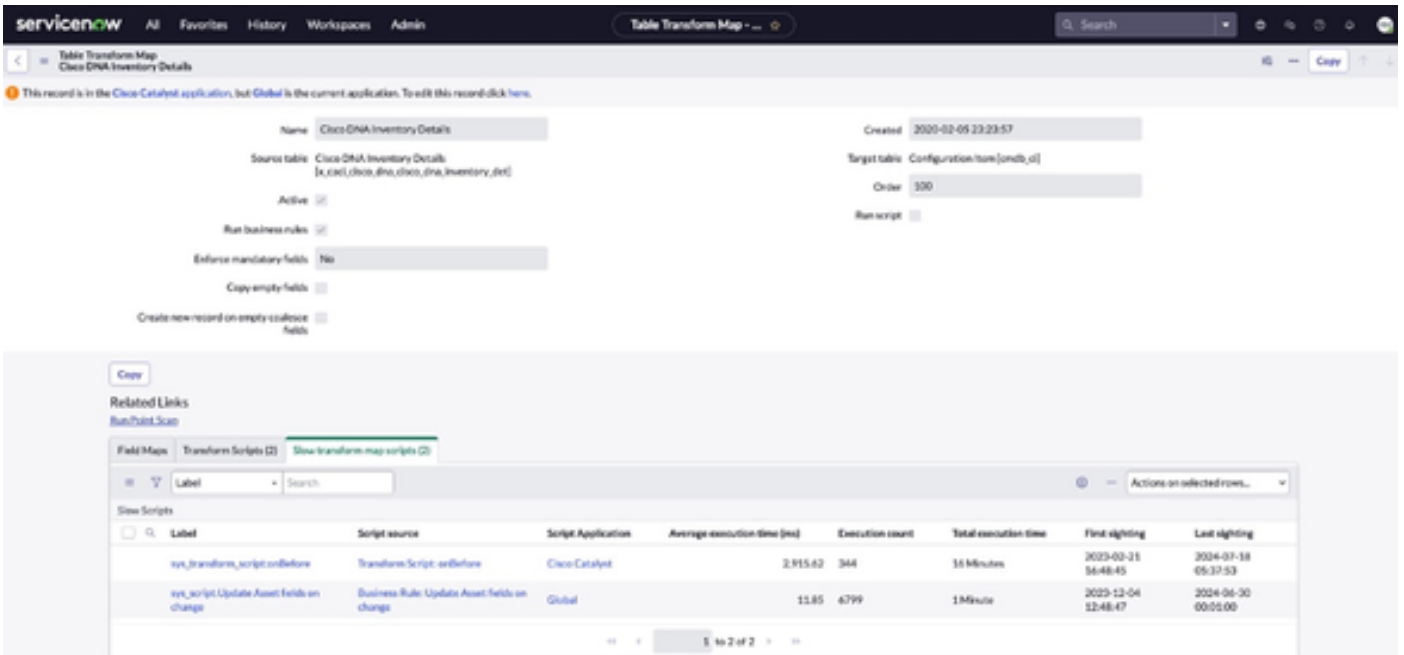 servicenow All Favorites History Workspaces Admin Table Transform Map - ... Search
Table Transform Map
Cisco DNA Inventory Details
Copy
This record is in the Cisco Catalyst application, but Global is the current application. To edit this record click here.
Name Cisco DNA Inventory Details Created 2020-02-05 23:23:57
Source table Cisco DNA Inventory Details Target table Configuration Item [cmdb_ci]
Order 100
Active Run script
Run business rules
Enforce mandatory fields No
Copy empty fields
Create new record on empty coalesce
fields
Copy
Related Links
Run Point Scan
Field Maps Transform Scripts (2) Slow transform map scripts (2)
Label Search Actions on selected rows...
Slow Scripts
Label Script source Script Application Average execution time (ms) Execution count Total execution time First sighting Last sighting
sys_transform_script:onBefore Transform Script: onBefore Cisco Catalyst 2,915.62 344 16 Minutes 2023-02-21 16:48:45 2024-07-18 05:37:53
sys_script.Update Asset fields on change Business Rule: Update Asset fields on change Global 11.85 6799 1 Minute 2023-12-04 12:48:47 2024-06-30 00:01:00
1 to 2 of 2